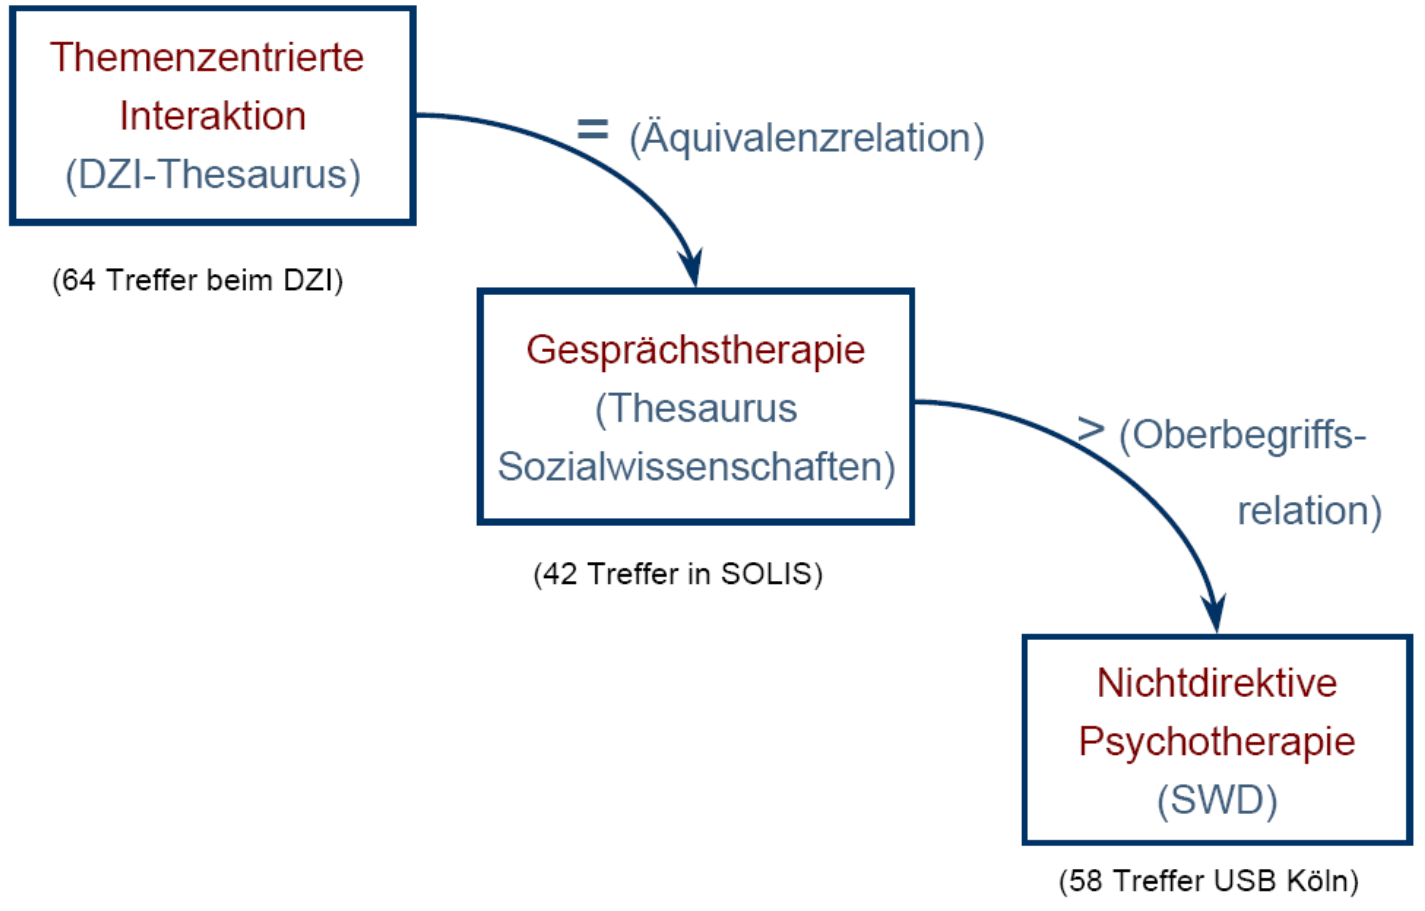 Themenzentrierte
Interaktion
(DZI-Thesaurus)
(64 Treffer beim DZI)
= (Äquivalenzrelation)
Gesprächstherapie
(Thesaurus
Sozialwissenschaften)
(42 Treffer in SOLIS)
> (Oberbegriffs-
relation)
Nichtdirektive
Psychotherapie
(SWD)
(58 Treffer USB Köln)